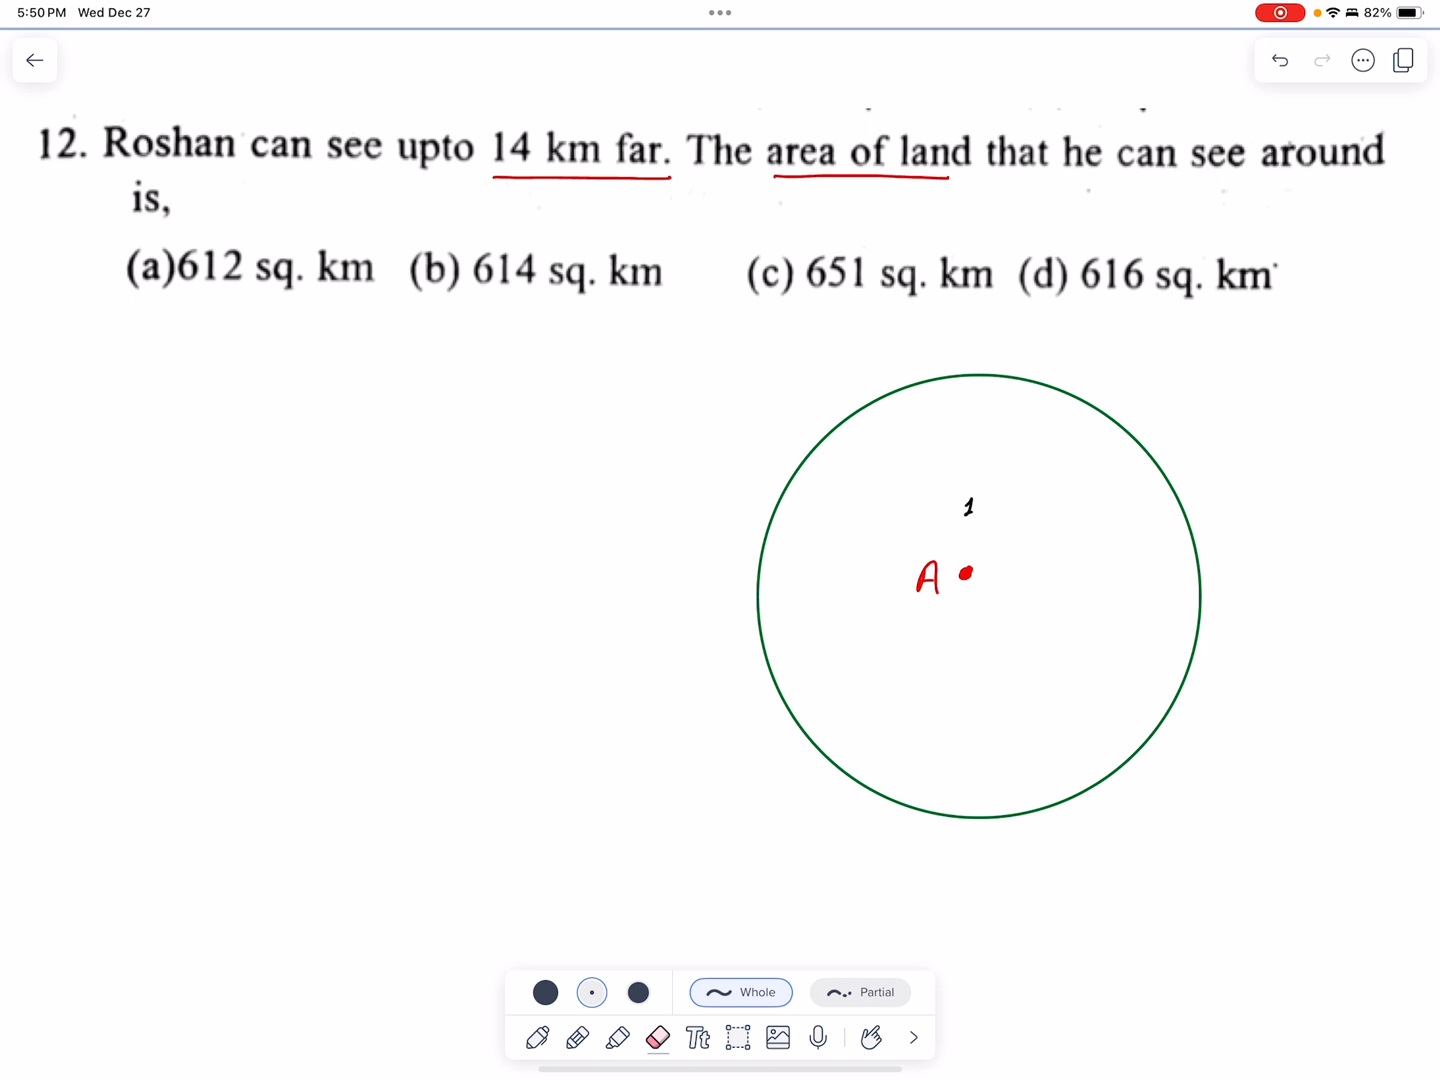 5:50 PM Wed Dec 27
82%
12. Roshan can see upto 14 km far. The area of land that he can see around
is,
(a)612 sq. km (b) 614 sq. km (c) 651 sq. km (d) 616 sq. km
1
A
Whole
Partial
Tt